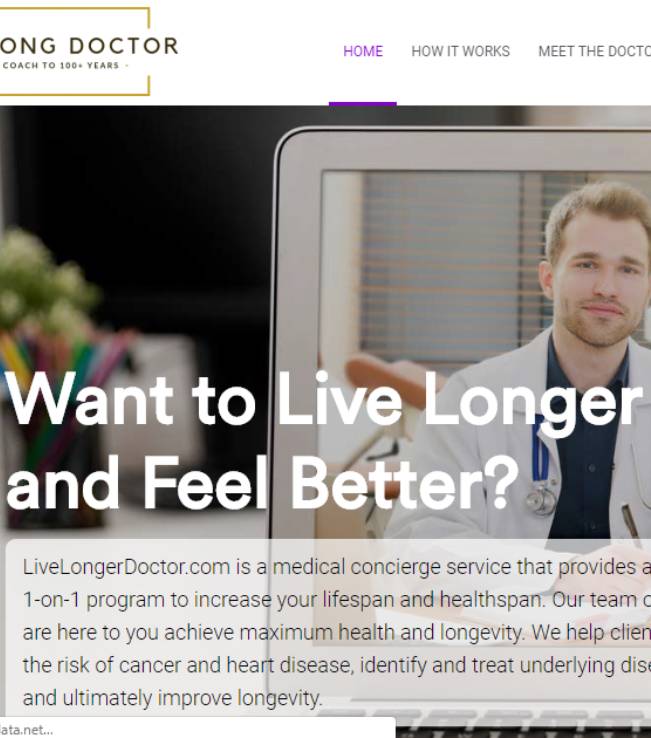 ONG DOCTOR
COACH TO 100+ YEARS -
HOME HOW IT WORKS MEET THE DOCTO
Want to Live Longer
and Feel Better?
LiveLongerDoctor.com is a medical concierge service that provides a
1-on-1 program to increase your lifespan and healthspan. Our team o
are here to you achieve maximum health and longevity. We help clien
the risk of cancer and heart disease, identify and treat underlying dise
and ultimately improve longevity.
lata.net...